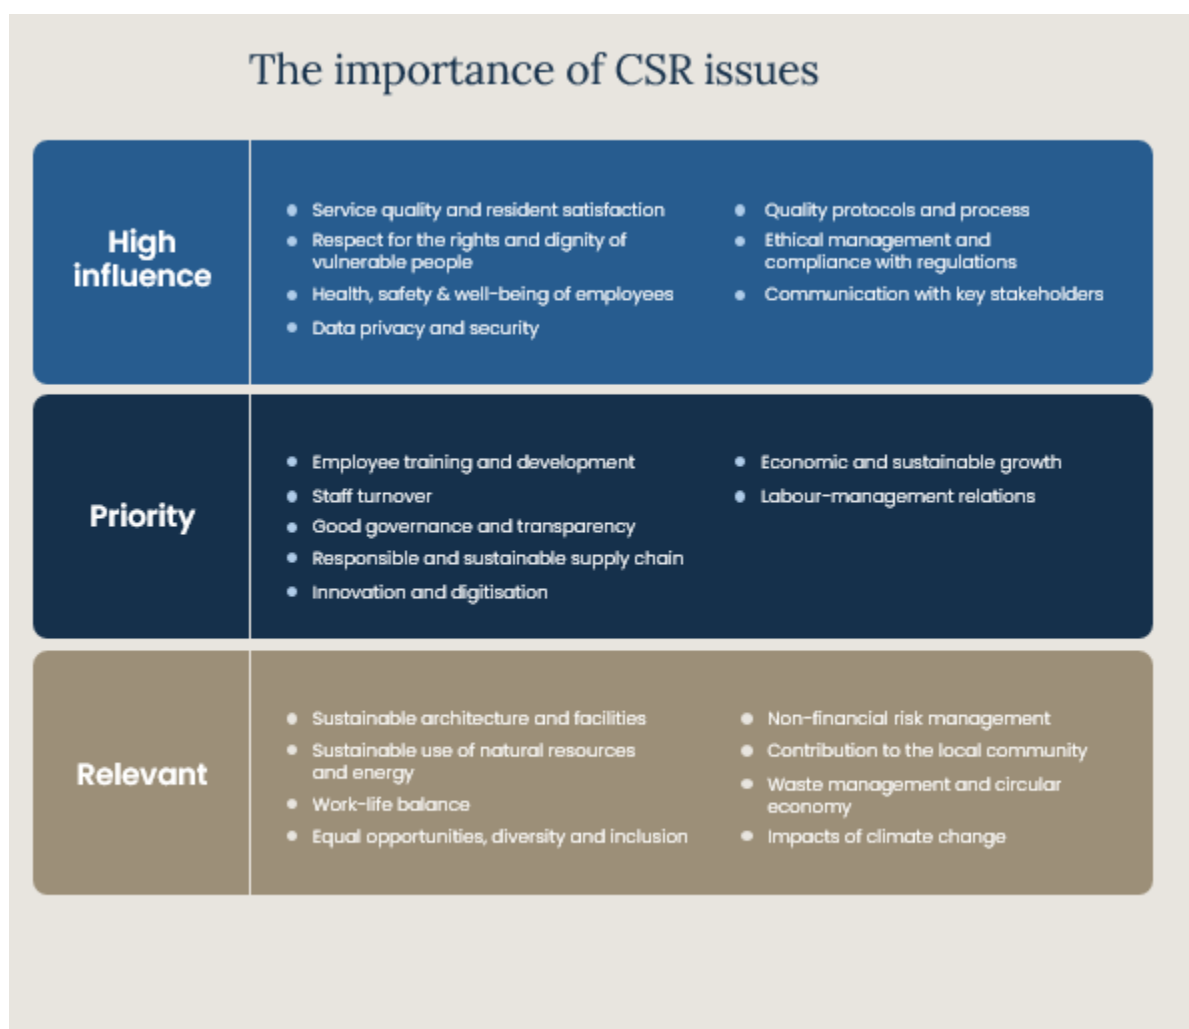 The importance of CSR issues
High
influence
Service quality and resident satisfaction
Respect for the rights and dignity of
vulnerable people
Health, safety & well-being of employees
Data privacy and security
Quality protocols and process
Ethical management and
compliance with regulations
Communication with key stakeholders
Priority
Employee training and development
Staff turnover
Good governance and transparency
Responsible and sustainable supply chain
Innovation and digitisation
Economic and sustainable growth
Labour-management relations
Relevant
Sustainable architecture and facilities
Sustainable use of natural resources
and energy
Work-life balance
Equal opportunities, diversity and inclusion
Non-financial risk management
Contribution to the local community
Waste management and circular
economy
Impacts of climate change